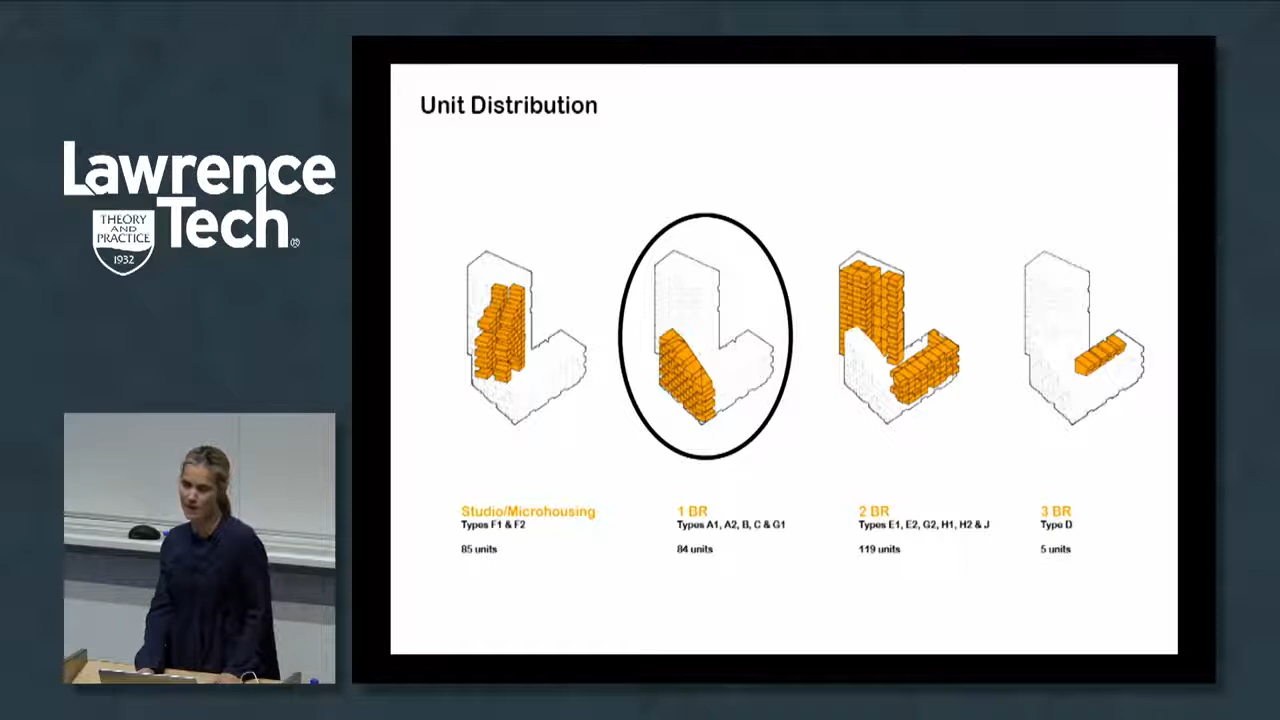 Lawrence
Tech®
THEORY
AND
PRACTICE
1932
Unit Distribution
Studio/Microhousing
Types F1 & F2
85 units
1 BR
Types A1, A2, B, C & G1
84 units
2 BR
Types E1, E2, G2, H1, H2 & J
119 units
3 BR
Type D
5 units